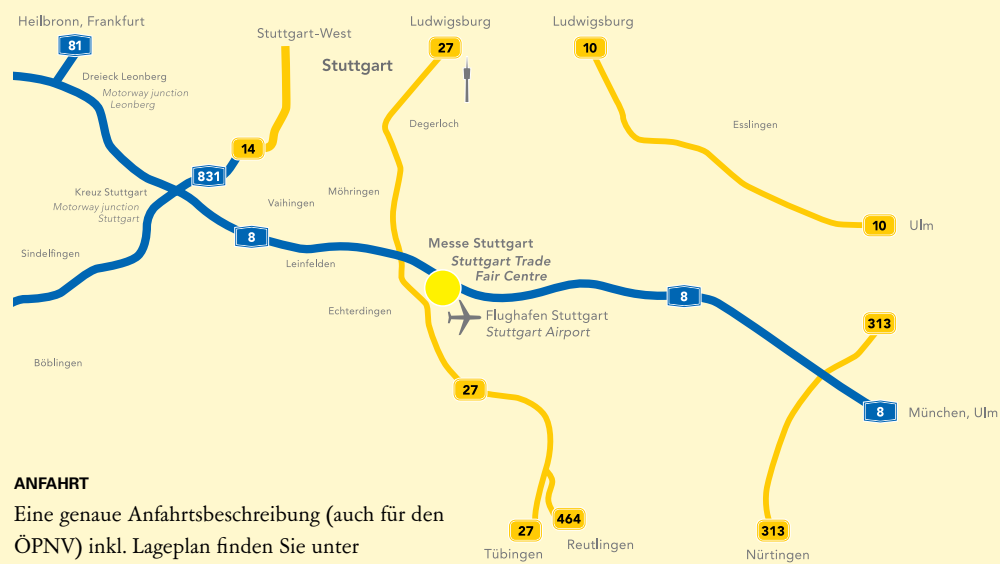 Heilbronn, Frankfurt
81
Dreieck Leonberg
Motorway junction
Leonberg
Stuttgart-West
Stuttgart
Ludwigsburg
27
Degerloch
Ludwigsburg
10
Esslingen
14
831
Kreuz Stuttgart
Motorway junction
Stuttgart
Möhringen
Vaihingen
8
Leinfelden
Sindelfingen
Messe Stuttgart
Stuttgart Trade
Fair Centre
10
Ulm
Echterdingen
Flughafen Stuttgart
Stuttgart Airport
8
313
Böblingen
27
8
München, Ulm
27
Tübingen
464
Reutlingen
313
Nürtingen
ANFAHRT
Eine genaue Anfahrtsbeschreibung (auch für den
ÖPNV) inkl. Lageplan finden Sie unter